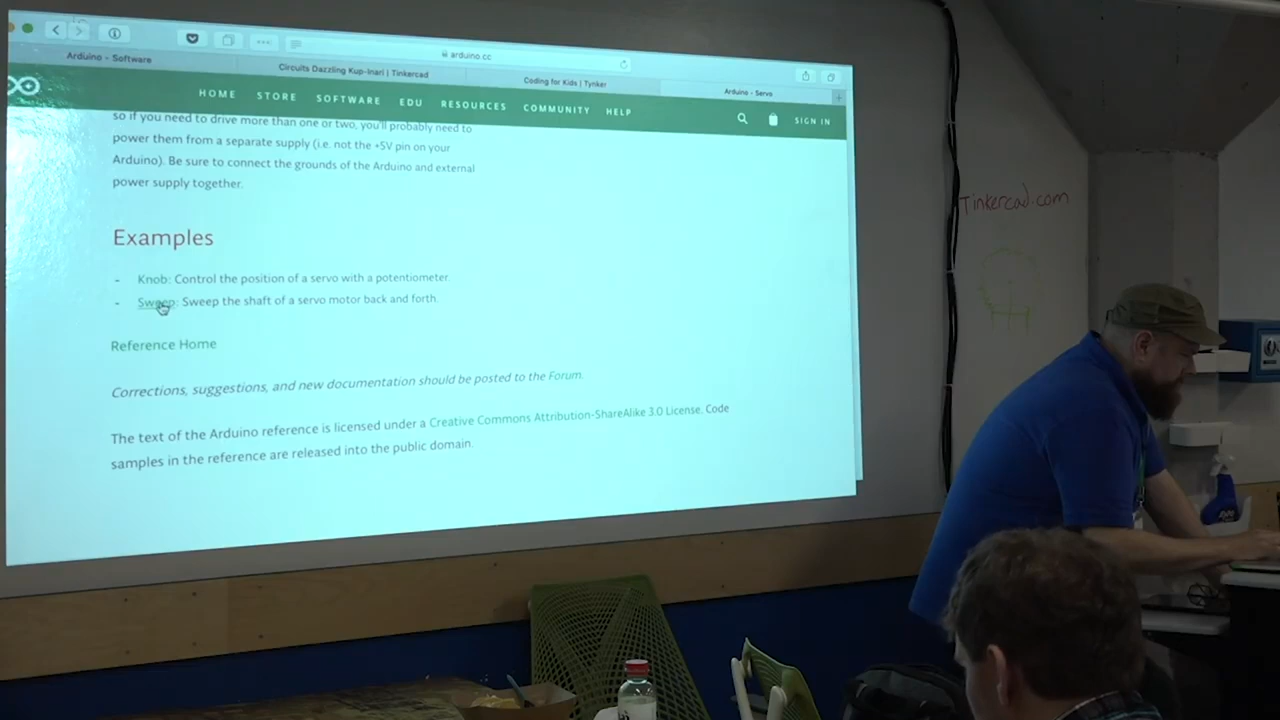 arduino.cc
Arduino - Software
Circuits Dazzling Kup-Inari | Tinkercad
Coding for Kids | Tynker
Arduino - Servo
HOME STORE SOFTWARE EDU RESOURCES COMMUNITY HELP SIGN IN
so if you need to drive more than one or two, you'll probably need to
power them from a separate supply (i.e. not the +5V pin on your
Arduino). Be sure to connect the grounds of the Arduino and external
power supply together.
Examples
- Knob: Control the position of a servo with a potentiometer.
- Sweep: Sweep the shaft of a servo motor back and forth.
Reference Home
Corrections, suggestions, and new documentation should be posted to the Forum.
The text of the Arduino reference is licensed under a Creative Commons Attribution-ShareAlike 3.0 License. Code
samples in the reference are released into the public domain.
Tinkercad.com